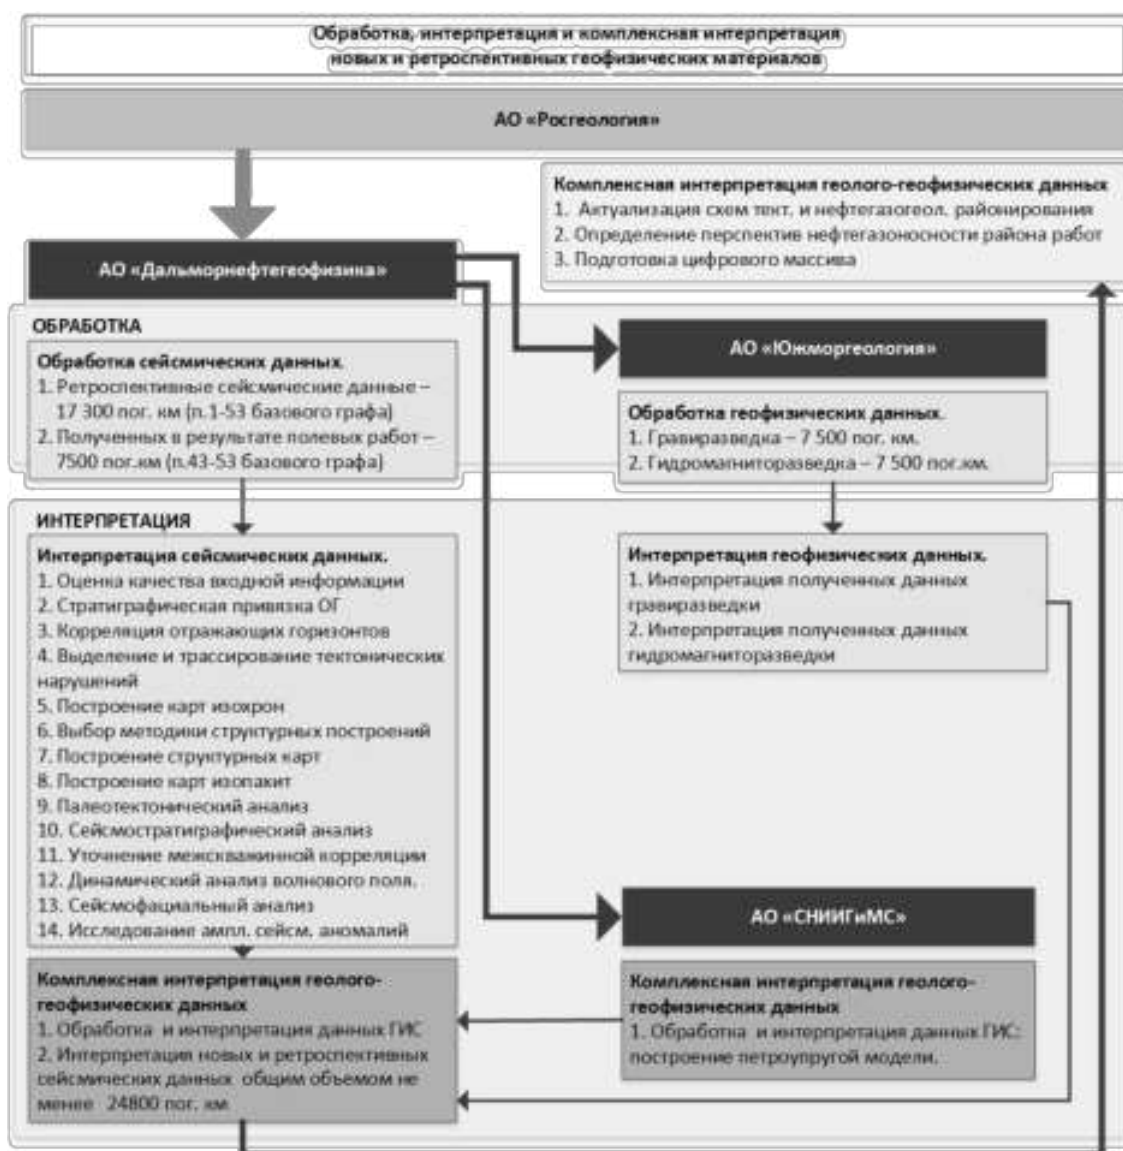 Обработка, интерпретация и комплексная интерпретация
новых и ретроспективных геофизических материалов
АО «Росгеология»
Комплексная интерпретация геолого-геофизических данных
1. Актуализация схем тект. и нефтегазогеол. районирования
2. Определение перспектив нефтегазоносности района работ
3. Подготовка цифрового массива
АО «Дальморнефтегеофизика»
ОБРАБОТКА
Обработка сейсмических данных.
1. Ретроспективные сейсмические данные –
17 300 пог. км (п.1-53 базового графа)
2. Полученных в результате полевых работ –
7500 пог.км (п.43-53 базового графа)
АО «Южморгеология»
Обработка геофизических данных.
1. Гравиразведка – 7 500 пог. км.
2. Гидромагниторазведка – 7 500 пог.км.
ИНТЕРПРЕТАЦИЯ
Интерпретация сейсмических данных.
1. Оценка качества входной информации
2. Стратиграфическая привязка ОГ
3. Корреляция отражающих горизонтов
4. Выделение и трассирование тектонических
нарушений
5. Построение карт изохрон
6. Выбор методики структурных построений
7. Построение структурных карт
8. Построение карт изопахит
9. Палеотектонический анализ
10. Сейсмостратиграфический анализ
11. Уточнение межскважинной корреляции
12. Динамический анализ волнового поля.
13. Сейсмофациальный анализ
14. Исследование ампл. сейсм. аномалий
Интерпретация геофизических данных.
1. Интерпретация полученных данных
гравиразведки
2. Интерпретация полученных данных
гидромагниторазведки
АО «СНИИГиМС»
Комплексная интерпретация геолого-
геофизических данных
1. Обработка и интерпретация данных ГИС
2. Интерпретация новых и ретроспективных
сейсмических данных общим объемом не
менее 24800 пог. км
Комплексная интерпретация геолого-
геофизических данных
1. Обработка и интерпретация данных ГИС:
построение петроупругой модели.